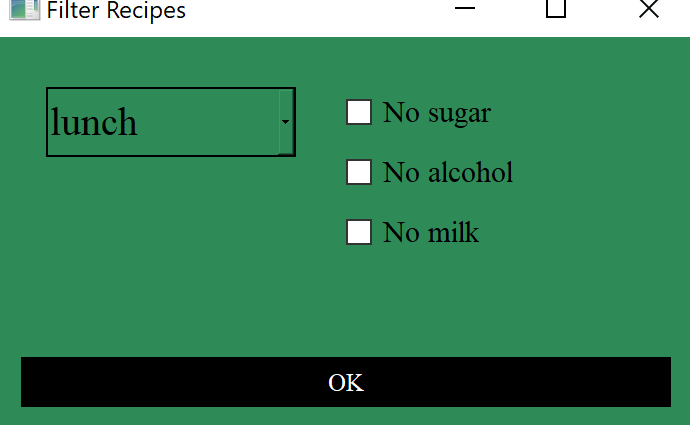 Filter Recipes
lunch
No sugar
No alcohol
No milk
OK